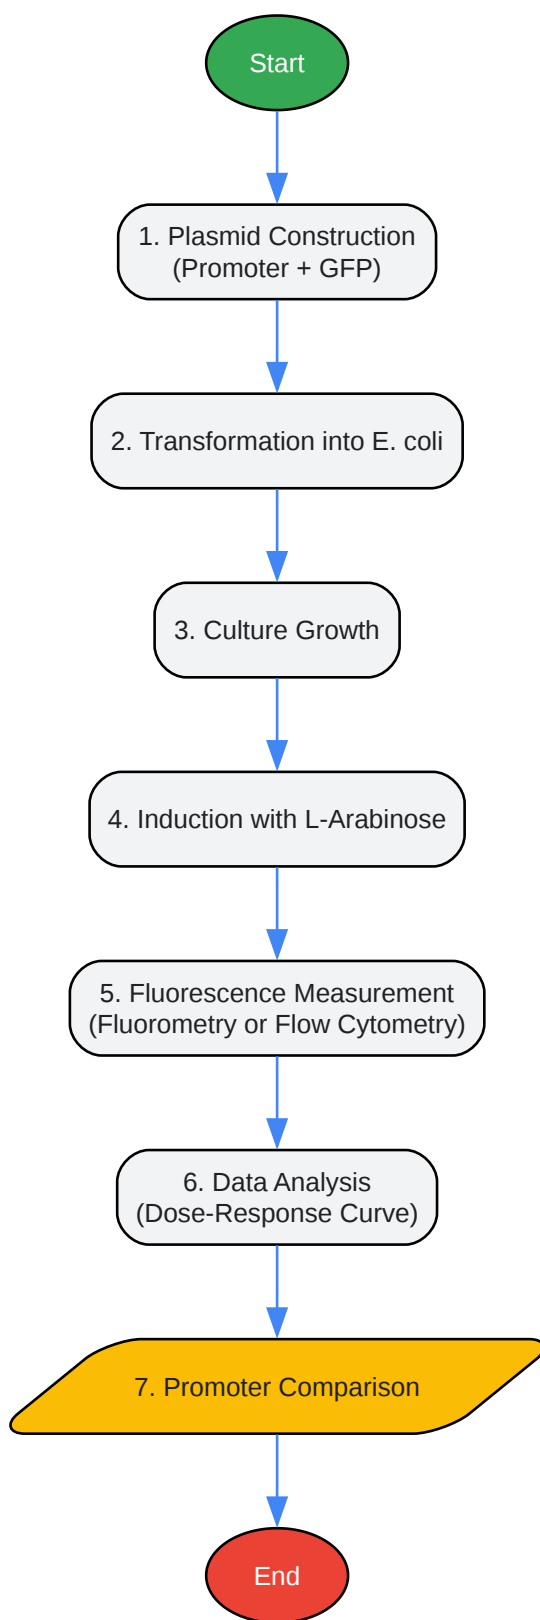 Start
1. Plasmid Construction
(Promoter + GFP)
2. Transformation into E. coli
3. Culture Growth
4. Induction with L-Arabinose
5. Fluorescence Measurement
(Fluorometry or Flow Cytometry)
6. Data Analysis
(Dose-Response Curve)
7. Promoter Comparison
End